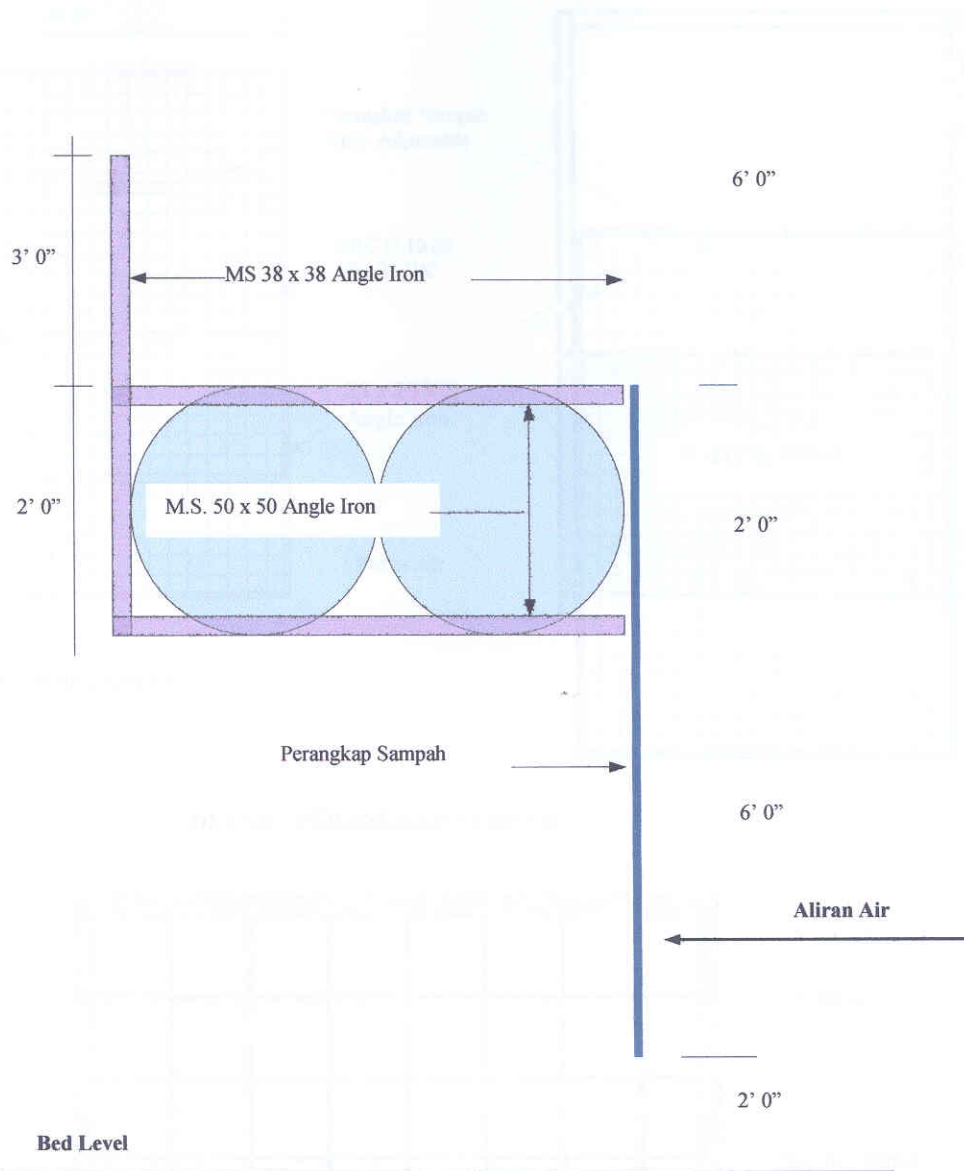 6’ 0”
3’ 0”
MS 38 x 38 Angle Iron
2’ 0”
M.S. 50 x 50 Angle Iron
2’ 0”
Perangkap Sampah
6’ 0”
Aliran Air
2’ 0”
Bed Level